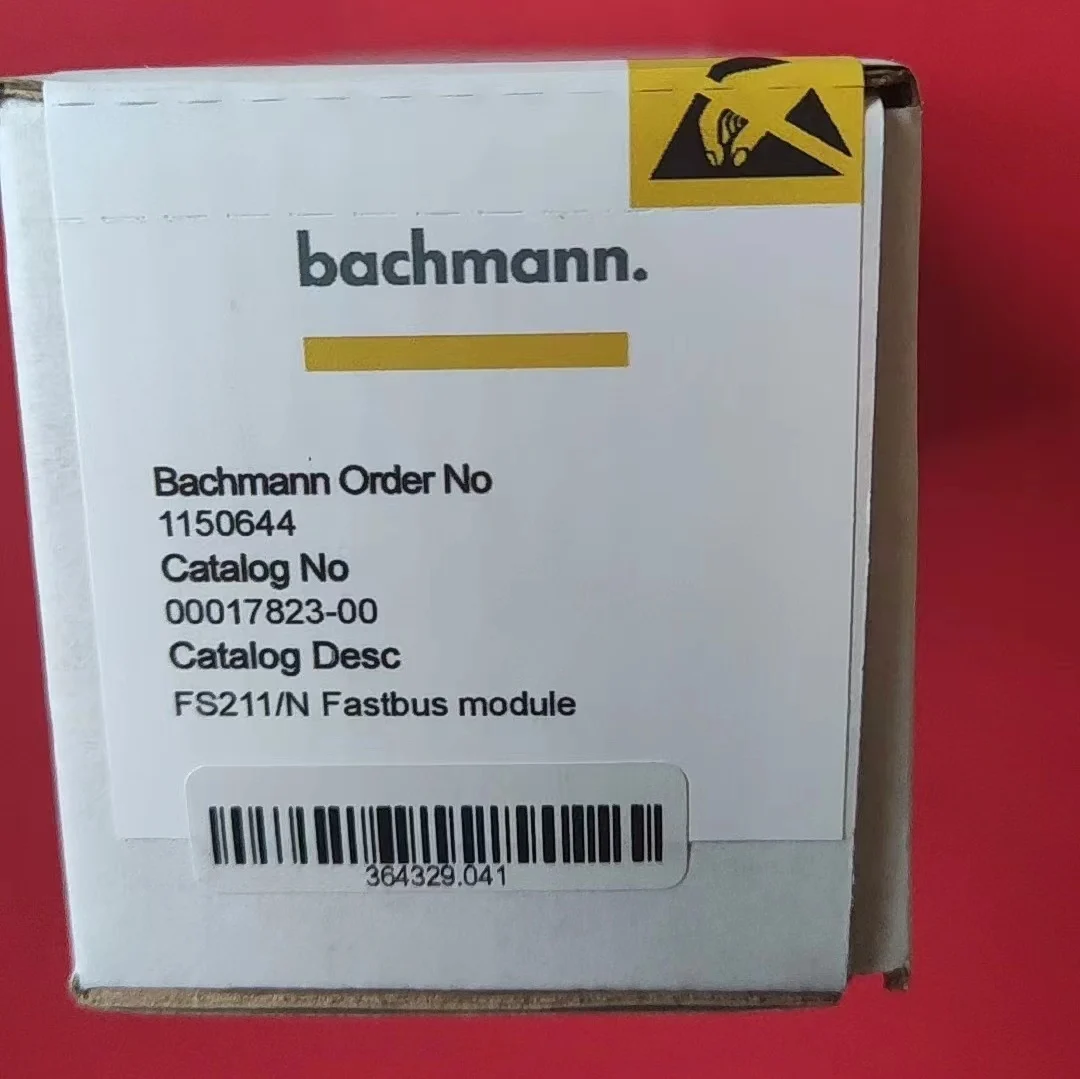 bachmann.
Bachmann Order No
1150644
Catalog No
00017823-00
Catalog Desc
FS211/N Fastbus module
364329.041